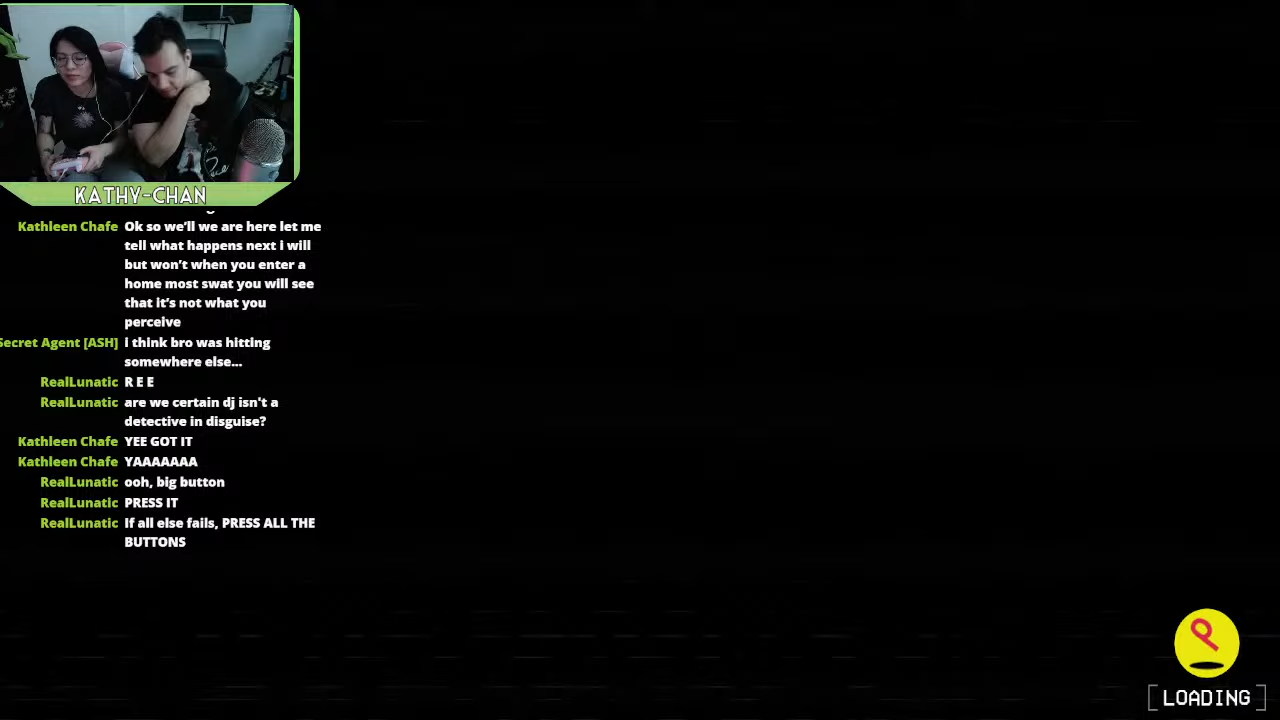 KATHY-CHAN
Kathleen Chafe Ok so we'll we are here let me
tell what happens next i will
but won't when you enter a
home most swat you will see
that it's not what you
perceive
Secret Agent [ASH] i think bro was hitting
somewhere else...
RealLunatic R E E
RealLunatic are we certain dj isn't a
detective in disguise?
Kathleen Chafe YEE GOT IT
Kathleen Chafe YAAAAAAA
RealLunatic ooh, big button
RealLunatic PRESS IT
RealLunatic If all else fails, PRESS ALL THE
BUTTONS
[LOADING]